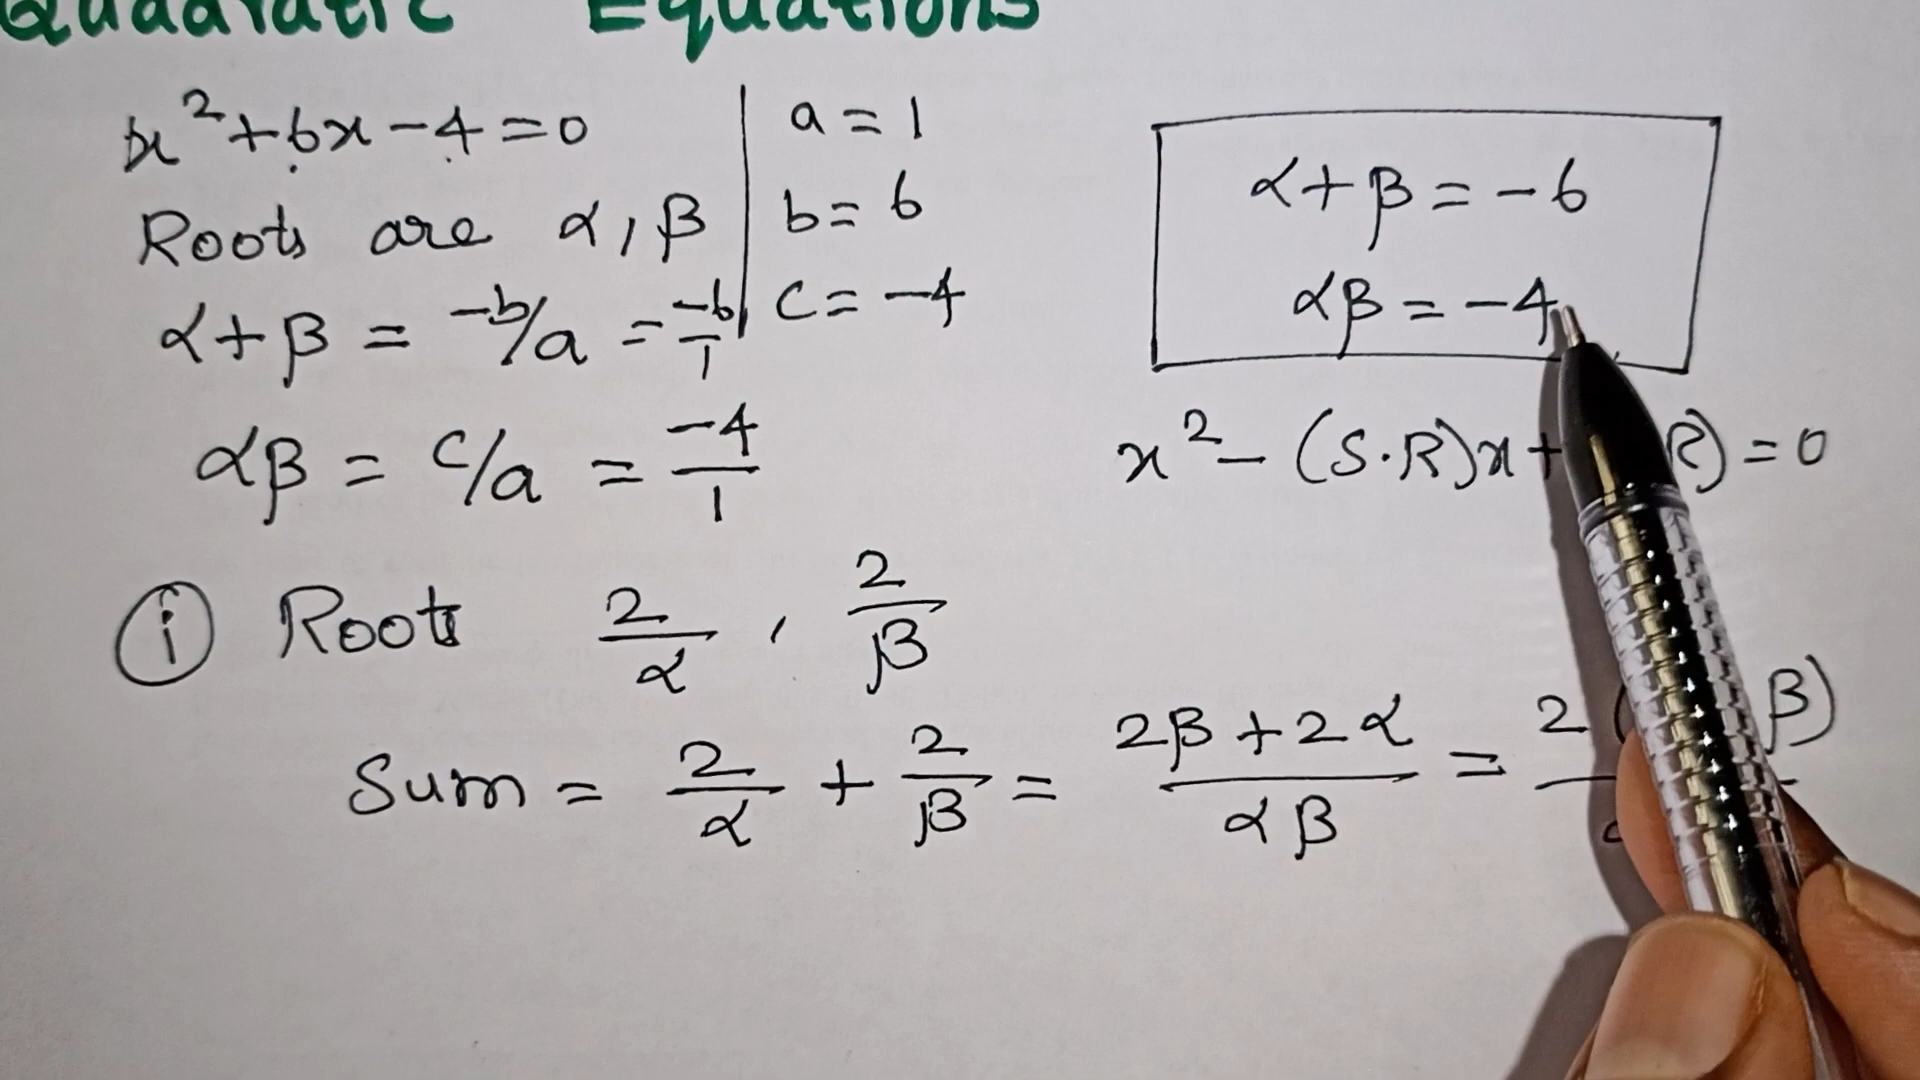 Quadratic Equations
x² + 6x - 4 = 0
Roots are α, β
α + β = -b/a = -6/1
αβ = c/a = -4/1
a = 1
b = 6
c = -4
α + β = -6
αβ = -4
x² - (S.R)x + R) = 0
(i) Roots 2/α , 2/β
Sum = 2/α + 2/β = (2β + 2α)/(αβ) = 2( β)